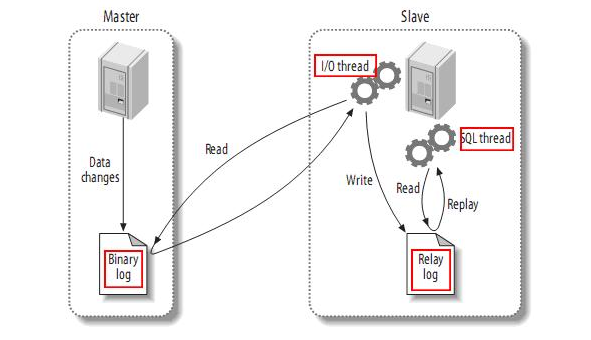 Master
Slave
I/O thread
SQL thread
Read
Data
changes
Write
Read
Replay
Binary
log
Relay
log